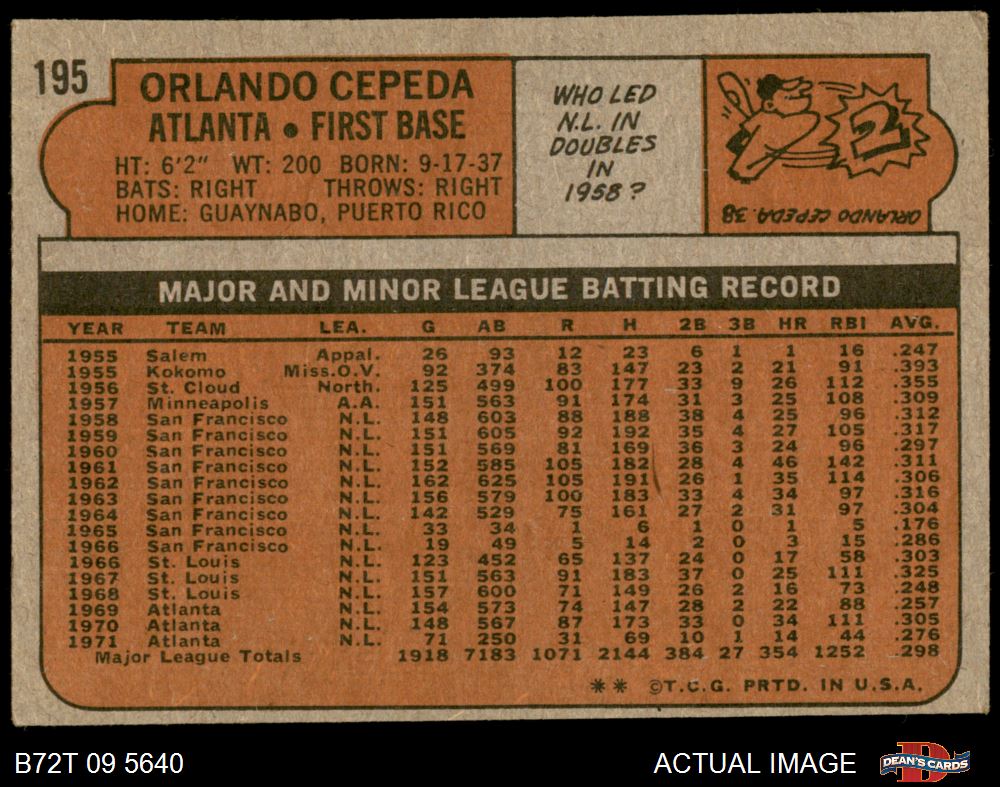 195
ORLANDO CEPEDA
ATLANTA • FIRST BASE
HT: 6'2" WT: 200 BORN: 9-17-37
BATS: RIGHT THROWS: RIGHT
HOME: GUAYNABO, PUERTO RICO
WHO LED
N.L. IN
DOUBLES
IN
1958?
2
ORLANDO CEPEDA. 38
MAJOR AND MINOR LEAGUE BATTING RECORD
YEAR TEAM LEA. G AB R H 2B 3B HR RBI AVG.
1955 Salem Appal. 26 93 12 23 6 1 1 16 .247
1955 Kokomo Miss.O.V. 92 374 83 147 23 2 21 91 .393
1956 St. Cloud North. 125 499 100 177 33 9 26 112 .355
1957 Minneapolis A.A. 151 563 91 174 31 3 25 108 .309
1958 San Francisco N.L. 148 603 88 188 38 4 25 96 .312
1959 San Francisco N.L. 151 605 92 192 35 4 27 105 .317
1960 San Francisco N.L. 151 569 81 169 36 3 24 96 .297
1961 San Francisco N.L. 152 585 105 182 28 4 46 142 .311
1962 San Francisco N.L. 162 625 105 191 26 1 35 114 .306
1963 San Francisco N.L. 156 579 100 183 33 4 34 97 .316
1964 San Francisco N.L. 142 529 75 161 27 2 31 97 .304
1965 San Francisco N.L. 33 34 1 6 1 0 1 5 .176
1966 San Francisco N.L. 19 49 5 14 2 0 3 15 .286
1966 St. Louis N.L. 123 452 65 137 24 0 17 58 .303
1967 St. Louis N.L. 151 563 91 183 37 0 25 111 .325
1968 St. Louis N.L. 157 600 71 149 26 2 16 73 .248
1969 Atlanta N.L. 154 573 74 147 28 2 22 88 .257
1970 Atlanta N.L. 148 567 87 173 33 0 34 111 .305
1971 Atlanta N.L. 71 250 31 69 10 1 14 44 .276
Major League Totals 1918 7183 1071 2144 384 27 354 1252 .298
** ©T.C.G. PRTD. IN U.S.A.
B72T 09 5640
ACTUAL IMAGE
D
DEAN'S CARDS